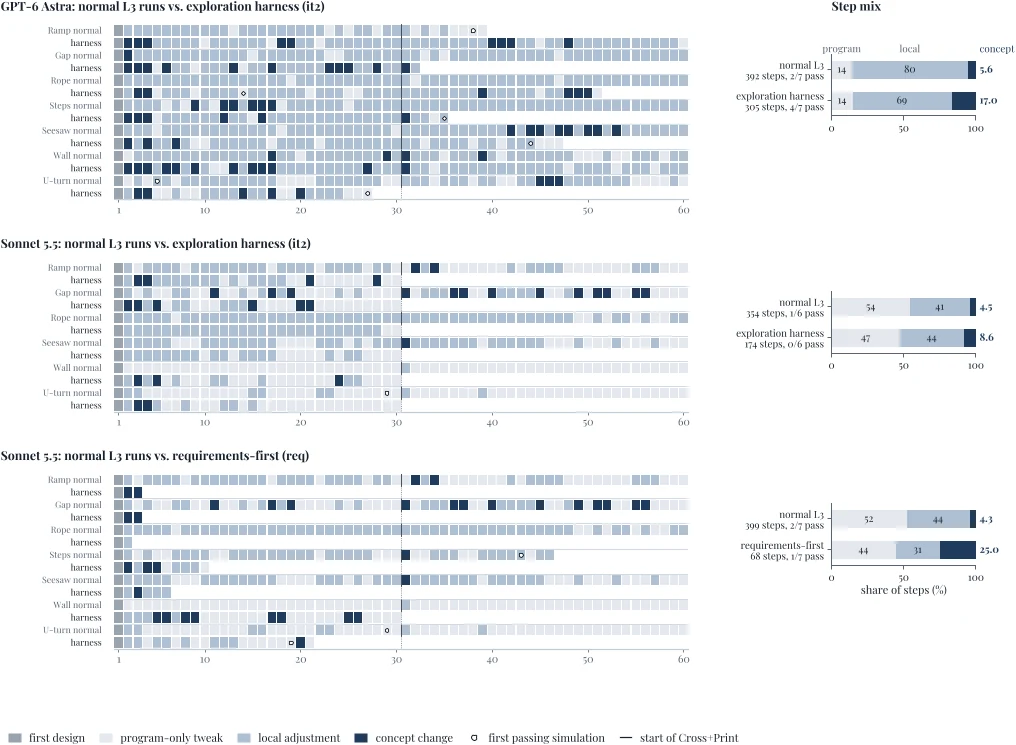 GPT-6 Astra: normal L3 runs vs. exploration harness (it2)
Step mix
Ramp normal
harness
Gap normal
harness
Rope normal
harness
Steps normal
harness
Seesaw normal
harness
Wall normal
harness
U-turn normal
harness
1 10 20 30 40 50 60
program local concept
normal L3
392 steps, 2/7 pass
14 80 5.6
exploration harness
305 steps, 4/7 pass
14 69 17.0
0 50 100
Sonnet 5.5: normal L3 runs vs. exploration harness (it2)
Ramp normal
harness
Gap normal
harness
Rope normal
harness
Seesaw normal
harness
Wall normal
harness
U-turn normal
harness
1 10 20 30 40 50 60
normal L3
354 steps, 1/6 pass
54 41 4.5
exploration harness
174 steps, 0/6 pass
47 44 8.6
0 50 100
Sonnet 5.5: normal L3 runs vs. requirements-first (req)
Ramp normal
harness
Gap normal
harness
Rope normal
harness
Steps normal
harness
Seesaw normal
harness
Wall normal
harness
U-turn normal
harness
1 10 20 30 40 50 60
normal L3
399 steps, 2/7 pass
52 44 4.3
requirements-first
68 steps, 1/7 pass
44 31 25.0
0 50 100
share of steps (%)
first design program-only tweak local adjustment concept change first passing simulation start of Cross+Print